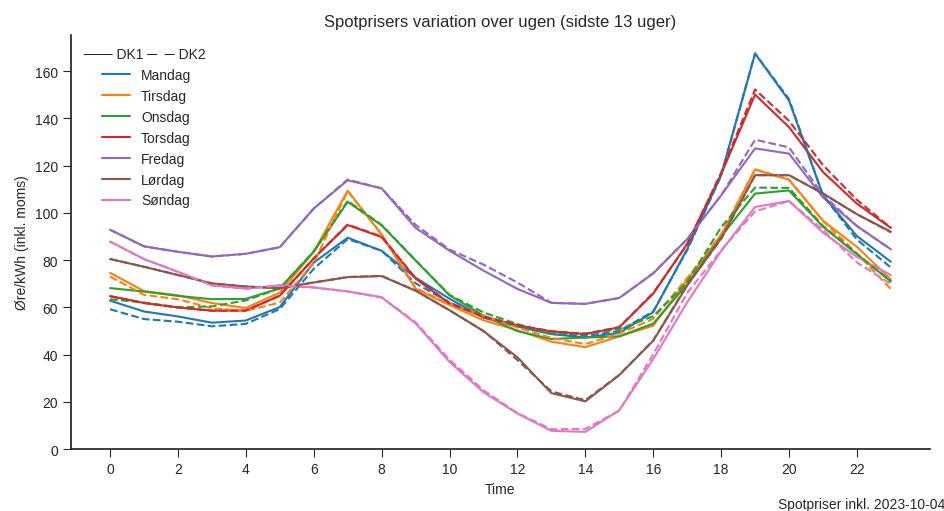 Spotprisers variation over ugen (sidste 13 uger)
DK1 DK2
Mandag
Tirsdag
Onsdag
Torsdag
Fredag
Lørdag
Søndag
Øre/kWh (inkl. moms)
160
140
120
100
80
60
40
20
0
0 2 4 6 8 10 12 14 16 18 20 22
Time
Spotpriser inkl. 2023-10-04